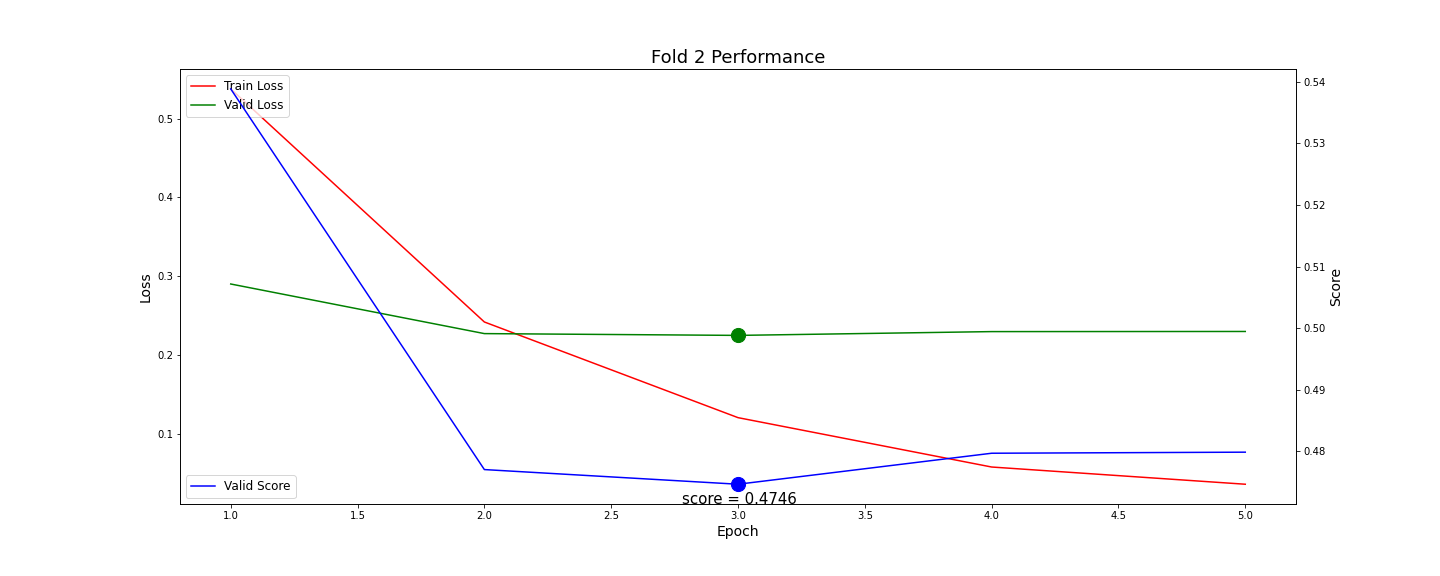 Fold 2 Performance
Train Loss
Valid Loss
Valid Score
score = 0.4746
Loss
0.5
0.4
0.3
0.2
0.1
Score
0.54
0.53
0.52
0.51
0.50
0.49
0.48
1.0 1.5 2.0 2.5 3.0 3.5 4.0 4.5 5.0
Epoch